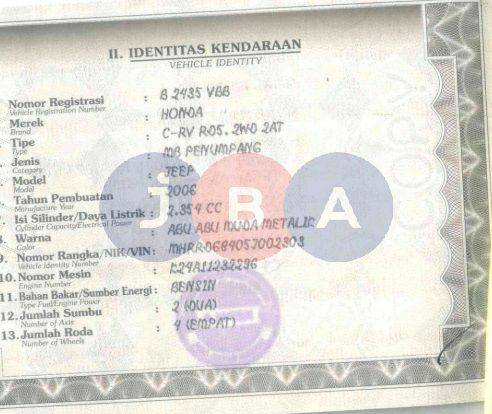 II. IDENTITAS KENDARAAN
VEHICLE IDENTITY
Nomor Registrasi : B 2435 VBB
Vehicle Registration Number
Merek : HONDA
Brand
Tipe : C-RV RD5. 2WD 2AT
Type
Jenis : MB PENUMPANG
Category
Model : JEEP
Model
Tahun Pembuatan : 2006
Manufacture Year
7. Isi Silinder/Daya Listrik : 2.354 CC
Cylinder Capacity/Electrical Power
8. Warna : ABU ABU MUDA METALIK
Color
9. Nomor Rangka/NIK/VIN :
Vehicle Identity Number
10. Nomor Mesin :
Engine Number
11. Bahan Bakar/Sumber Energi : BENSIN
Type Fuel/Engine Power
12. Jumlah Sumbu : 2 (DUA)
Number of Axis
13. Jumlah Roda : 4 (EMPAT)
Number of Wheels
JBA
COPY